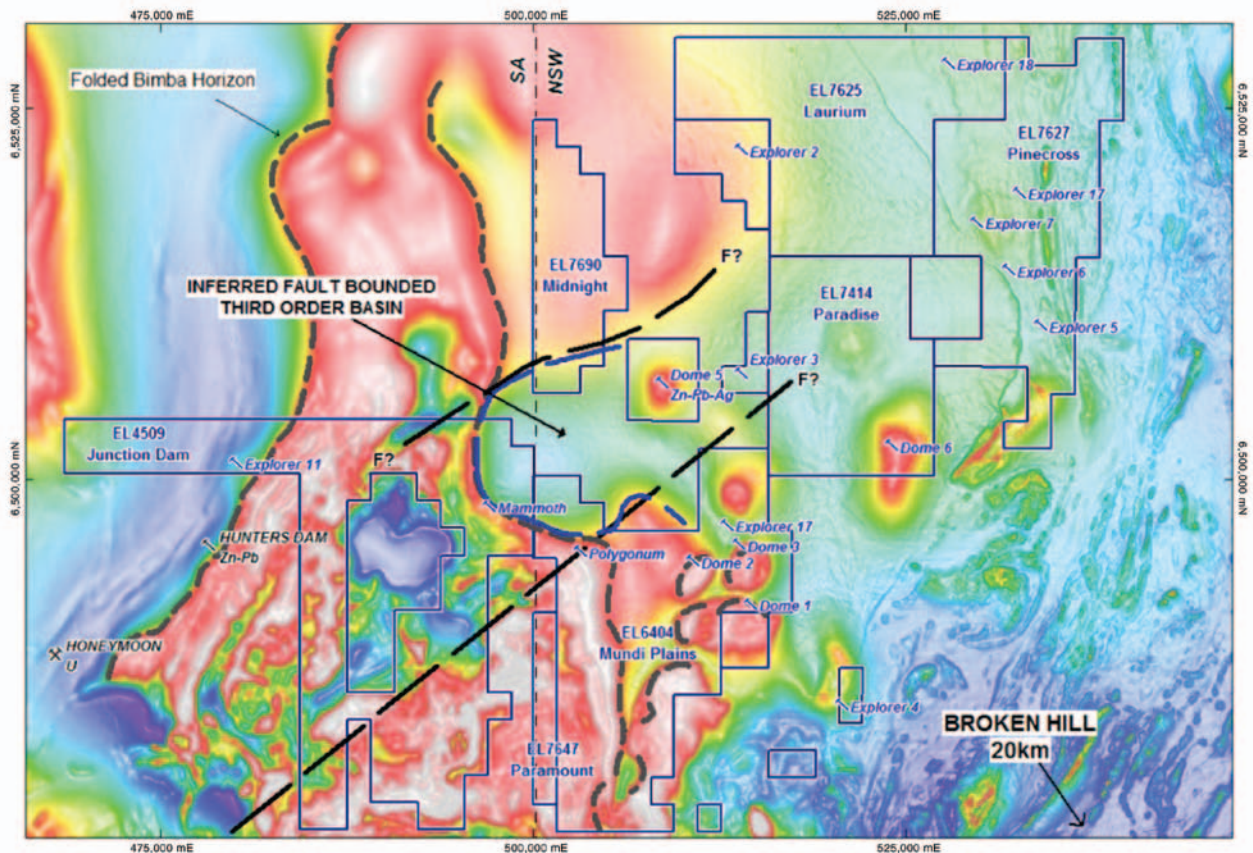 475,000 mE
500,000 mE
525,000 mE
SA
NSW
Folded Bimba Horizon
EL7625
Laurium
Explorer 18
6,525,000 mN
6,525,000 mN
EL7627
Pinecross
Explorer 2
Explorer 17
Explorer 7
F?
EL7690
Midnight
Explorer 6
INFERRED FAULT BOUNDED
THIRD ORDER BASIN
EL7414
Paradise
Explorer 5
Explorer 3
Dome 5
Zn-Pb-Ag
F?
EL4509
Junction Dam
Dome 6
F?
Explorer 11
6,500,000 mN
6,500,000 mN
Mammoth
Explorer 17
HUNTERS DAM
Zn-Pb
Polygonum
Dome 3
Dome 2
Dome 1
EL6404
Mundi Plains
HONEYMOON
U
Explorer 4
BROKEN HILL
20km
EL7647
Paramount
475,000 mE
500,000 mE
525,000 mE